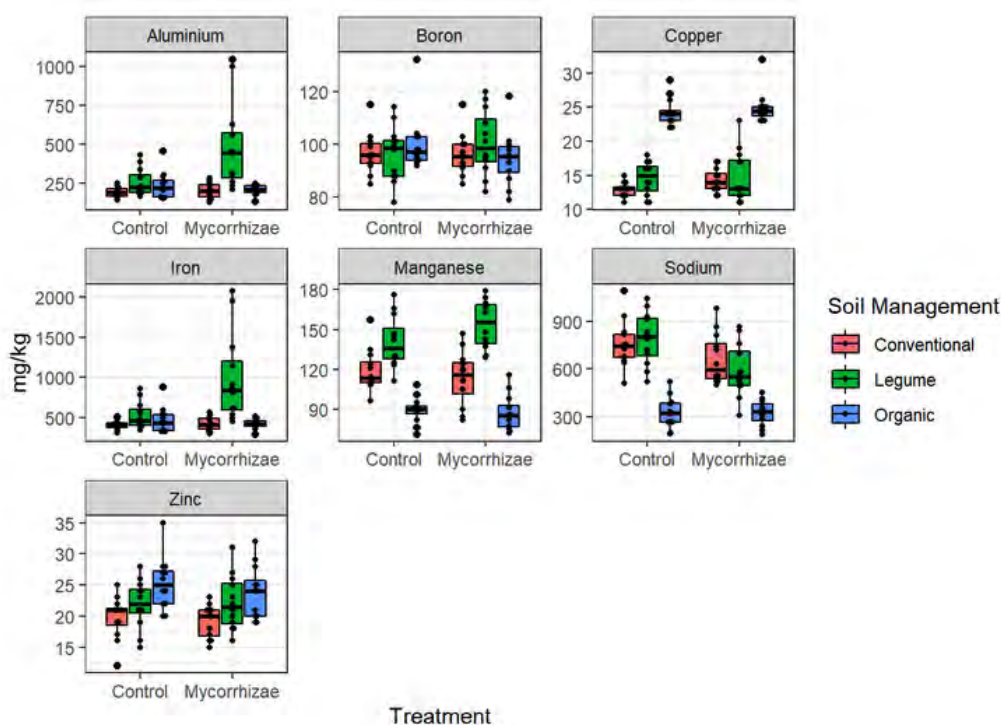 Aluminium
Boron
Copper
1000
750
500
250
120
100
80
30
25
20
15
10
Control Mycorrhizae
Control Mycorrhizae
Control Mycorrhizae
Iron
Manganese
Sodium
2000
1500
1000
500
180
150
120
90
900
600
300
Control Mycorrhizae
Control Mycorrhizae
Zinc
35
30
25
20
15
Control Mycorrhizae
mg/kg
Treatment
Soil Management
Conventional
Legume
Organic